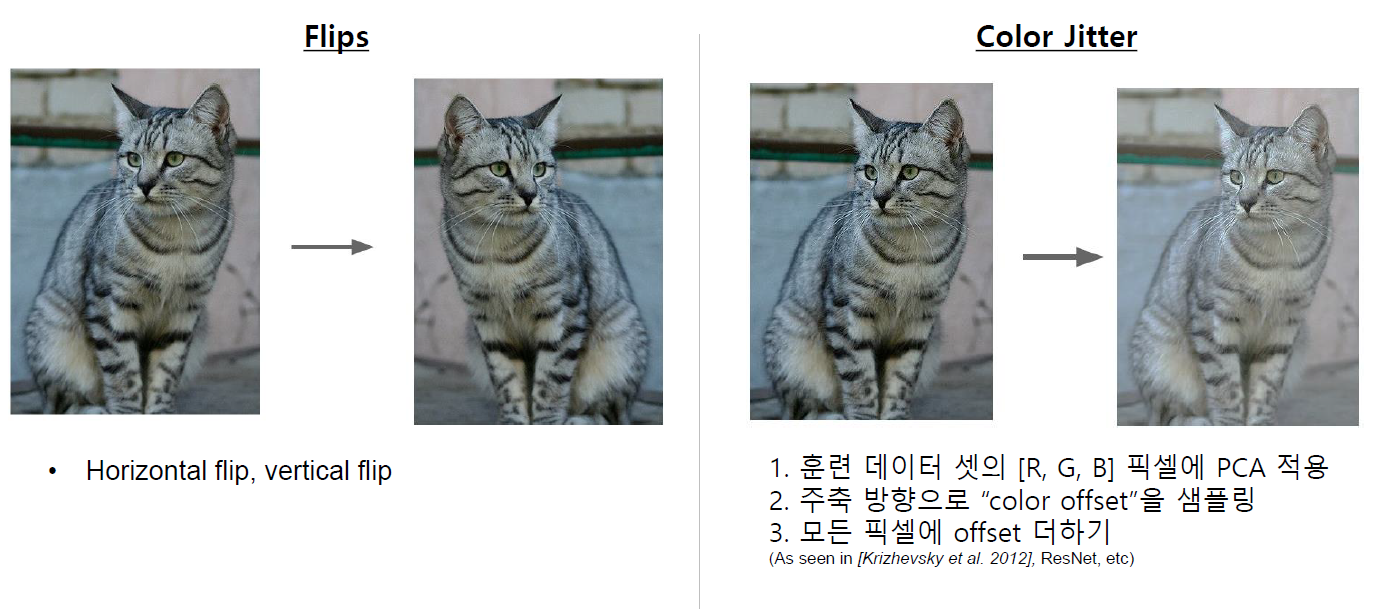 Flips
• Horizontal flip, vertical flip
Color Jitter
1. 훈련 데이터 셋의 [R, G, B] 픽셀에 PCA 적용
2. 주축 방향으로 “color offset”을 샘플링
3. 모든 픽셀에 offset 더하기
(As seen in [Krizhevsky et al. 2012], ResNet, etc)